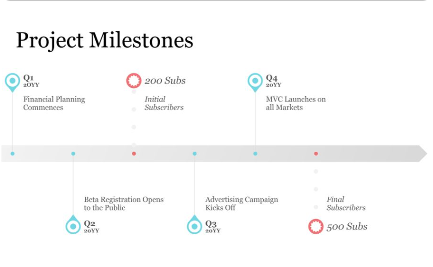 Project Milestones
Q1
20YY
Financial Planning
Commences
200 Subs
Initial
Subscribers
Q4
20YY
MVC Launches on
all Markets
Beta Registration Opens
to the Public
Q2
20YY
Advertising Campaign
Kicks Off
Q3
20YY
Final
Subscribers
500 Subs